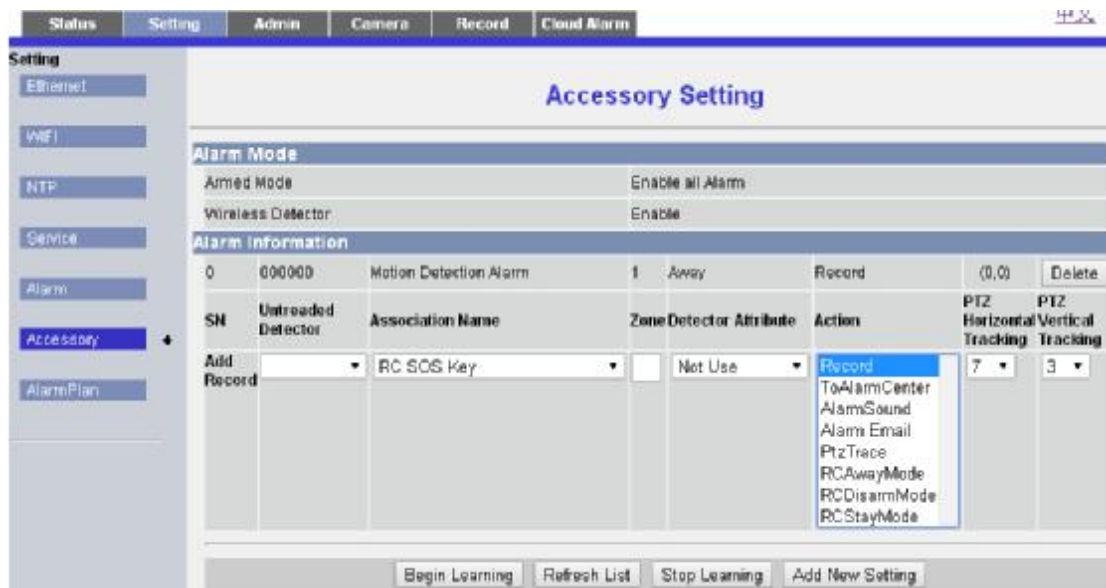 Status Setting Admin Camera Record Cloud Alarm 中文
Setting
Ethernet
WIFI
NTP
Service
Alarm
Accessory
AlarmPlan
Accessory Setting
Alarm Mode
Armed Mode Enable all Alarm
Wireless Detector Enable
Alarm Information
0 000000 Motion Detection Alarm 1 Away Record (0,0) Delete
SN Untreaded Detector Association Name Zone Detector Attribute Action PTZ Horizontal Tracking PTZ Vertical Tracking
Add Record RC SOS Key Not Use Record 7 3
ToAlarmCenter
AlarmSound
Alarm Email
PtzTrace
RCAwayMode
RCDisarmMode
RCStayMode
Begin Learning Refresh List Stop Learning Add New Setting